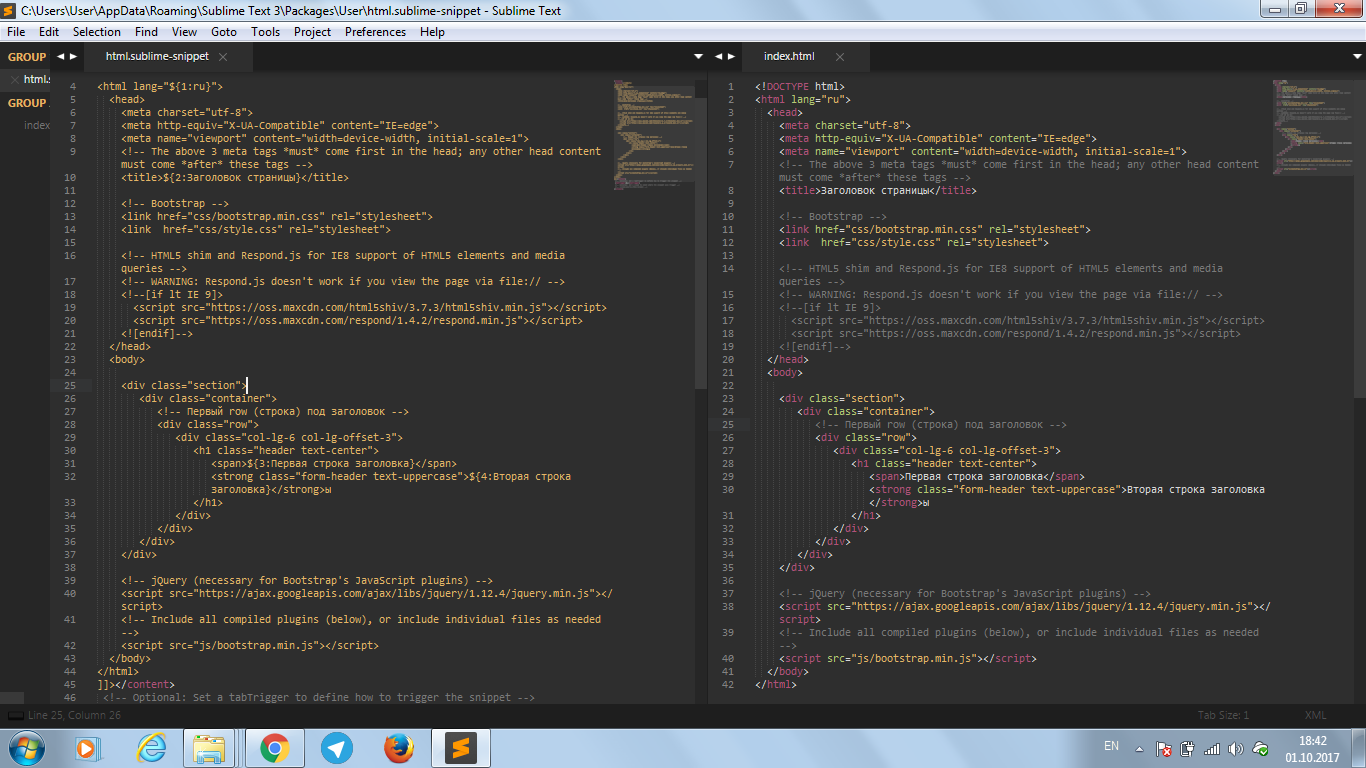 C:\Users\User\AppData\Roaming\Sublime Text 3\Packages\User\html.sublime-snippet - Sublime Text
File Edit Selection Find View Goto Tools Project Preferences Help
GROUP
html.s
GROUP
index
html.sublime-snippet
4 <html lang="${1:ru}">
5 <head>
6 <meta charset="utf-8">
7 <meta http-equiv="X-UA-Compatible" content="IE=edge">
8 <meta name="viewport" content="width=device-width, initial-scale=1">
9 <!-- The above 3 meta tags *must* come first in the head; any other head content
must come *after* these tags -->
10 <title>${2:Заголовок страницы}</title>
11
12 <!-- Bootstrap -->
13 <link href="css/bootstrap.min.css" rel="stylesheet">
14 <link  href="css/style.css" rel="stylesheet">
15
16 <!-- HTML5 shim and Respond.js for IE8 support of HTML5 elements and media
queries -->
17 <!-- WARNING: Respond.js doesn't work if you view the page via file:// -->
18 <!--[if lt IE 9]>
19 <script src="https://oss.maxcdn.com/html5shiv/3.7.3/html5shiv.min.js"></script>
20 <script src="https://oss.maxcdn.com/respond/1.4.2/respond.min.js"></script>
21 <![endif]-->
22 </head>
23 <body>
24
25 <div class="section">
26 <div class="container">
27 <!-- Первый row (строка) под заголовок -->
28 <div class="row">
29 <div class="col-lg-6 col-lg-offset-3">
30 <h1 class="header text-center">
31 <span>${3:Первая строка заголовка}</span>
32 <strong class="form-header text-uppercase">${4:Вторая строка
заголовка}</strong>ы
33 </h1>
34 </div>
35 </div>
36 </div>
37 </div>
38
39 <!-- jQuery (necessary for Bootstrap's JavaScript plugins) -->
40 <script src="https://ajax.googleapis.com/ajax/libs/jquery/1.12.4/jquery.min.js"></
script>
41 <!-- Include all compiled plugins (below), or include individual files as needed
-->
42 <script src="js/bootstrap.min.js"></script>
43 </body>
44 </html>
45 ]]></content>
46 <!-- Optional: Set a tabTrigger to define how to trigger the snippet -->
index.html
1 <!DOCTYPE html>
2 <html lang="ru">
3 <head>
4 <meta charset="utf-8">
5 <meta http-equiv="X-UA-Compatible" content="IE=edge">
6 <meta name="viewport" content="width=device-width, initial-scale=1">
7 <!-- The above 3 meta tags *must* come first in the head; any other head content
must come *after* these tags -->
8 <title>Заголовок страницы</title>
9
10 <!-- Bootstrap -->
11 <link href="css/bootstrap.min.css" rel="stylesheet">
12 <link  href="css/style.css" rel="stylesheet">
13
14 <!-- HTML5 shim and Respond.js for IE8 support of HTML5 elements and media
queries -->
15 <!-- WARNING: Respond.js doesn't work if you view the page via file:// -->
16 <!--[if lt IE 9]>
17 <script src="https://oss.maxcdn.com/html5shiv/3.7.3/html5shiv.min.js"></script>
18 <script src="https://oss.maxcdn.com/respond/1.4.2/respond.min.js"></script>
19 <![endif]-->
20 </head>
21 <body>
22
23 <div class="section">
24 <div class="container">
25 <!-- Первый row (строка) под заголовок -->
26 <div class="row">
27 <div class="col-lg-6 col-lg-offset-3">
28 <h1 class="header text-center">
29 <span>Первая строка заголовка</span>
30 <strong class="form-header text-uppercase">Вторая строка заголовка
</strong>ы
31 </h1>
32 </div>
33 </div>
34 </div>
35 </div>
36
37 <!-- jQuery (necessary for Bootstrap's JavaScript plugins) -->
38 <script src="https://ajax.googleapis.com/ajax/libs/jquery/1.12.4/jquery.min.js"></
script>
39 <!-- Include all compiled plugins (below), or include individual files as needed
-->
40 <script src="js/bootstrap.min.js"></script>
41 </body>
42 </html>
Line 25, Column 26
Tab Size: 1
XML
EN
18:42
01.10.2017